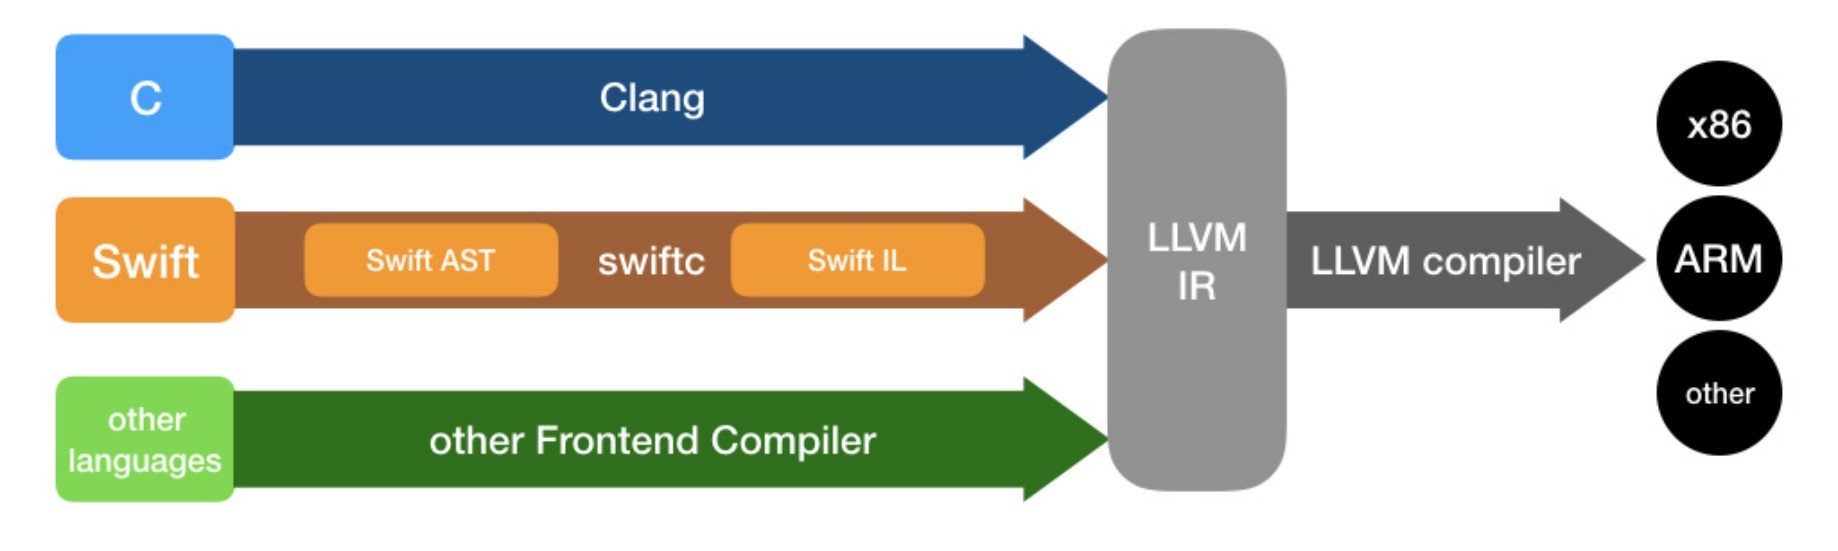 C
Clang
Swift
Swift AST
swiftc
Swift IL
other
languages
other Frontend Compiler
LLVM
IR
LLVM compiler
x86
ARM
other